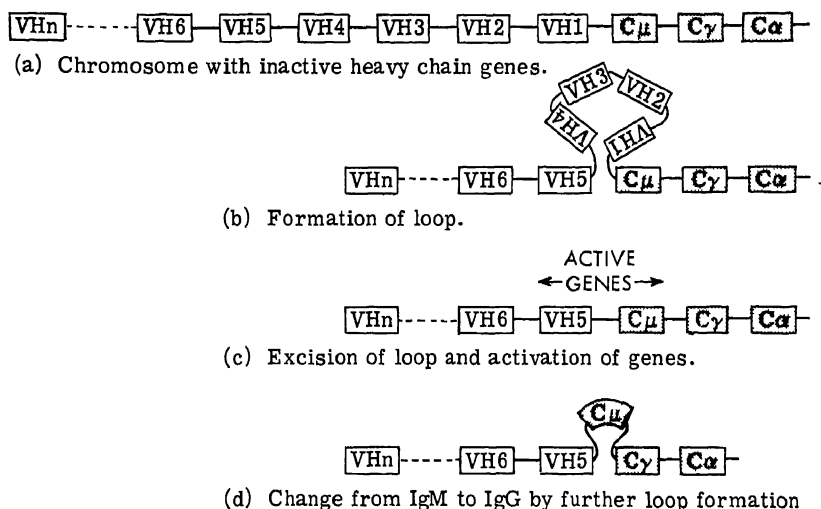 VHn VH6 VH5 VH4 VH3 VH2 VH1 Cμ Cγ Cα
(a) Chromosome with inactive heavy chain genes.
VH3 VH2
VH4 VH1
VHn VH6 VH5 Cμ Cγ Cα
(b) Formation of loop.
ACTIVE
GENES
VHn VH6 VH5 Cμ Cγ Cα
(c) Excision of loop and activation of genes.
Cμ
VHn VH6 VH5 Cγ Cα
(d) Change from IgM to IgG by further loop formation